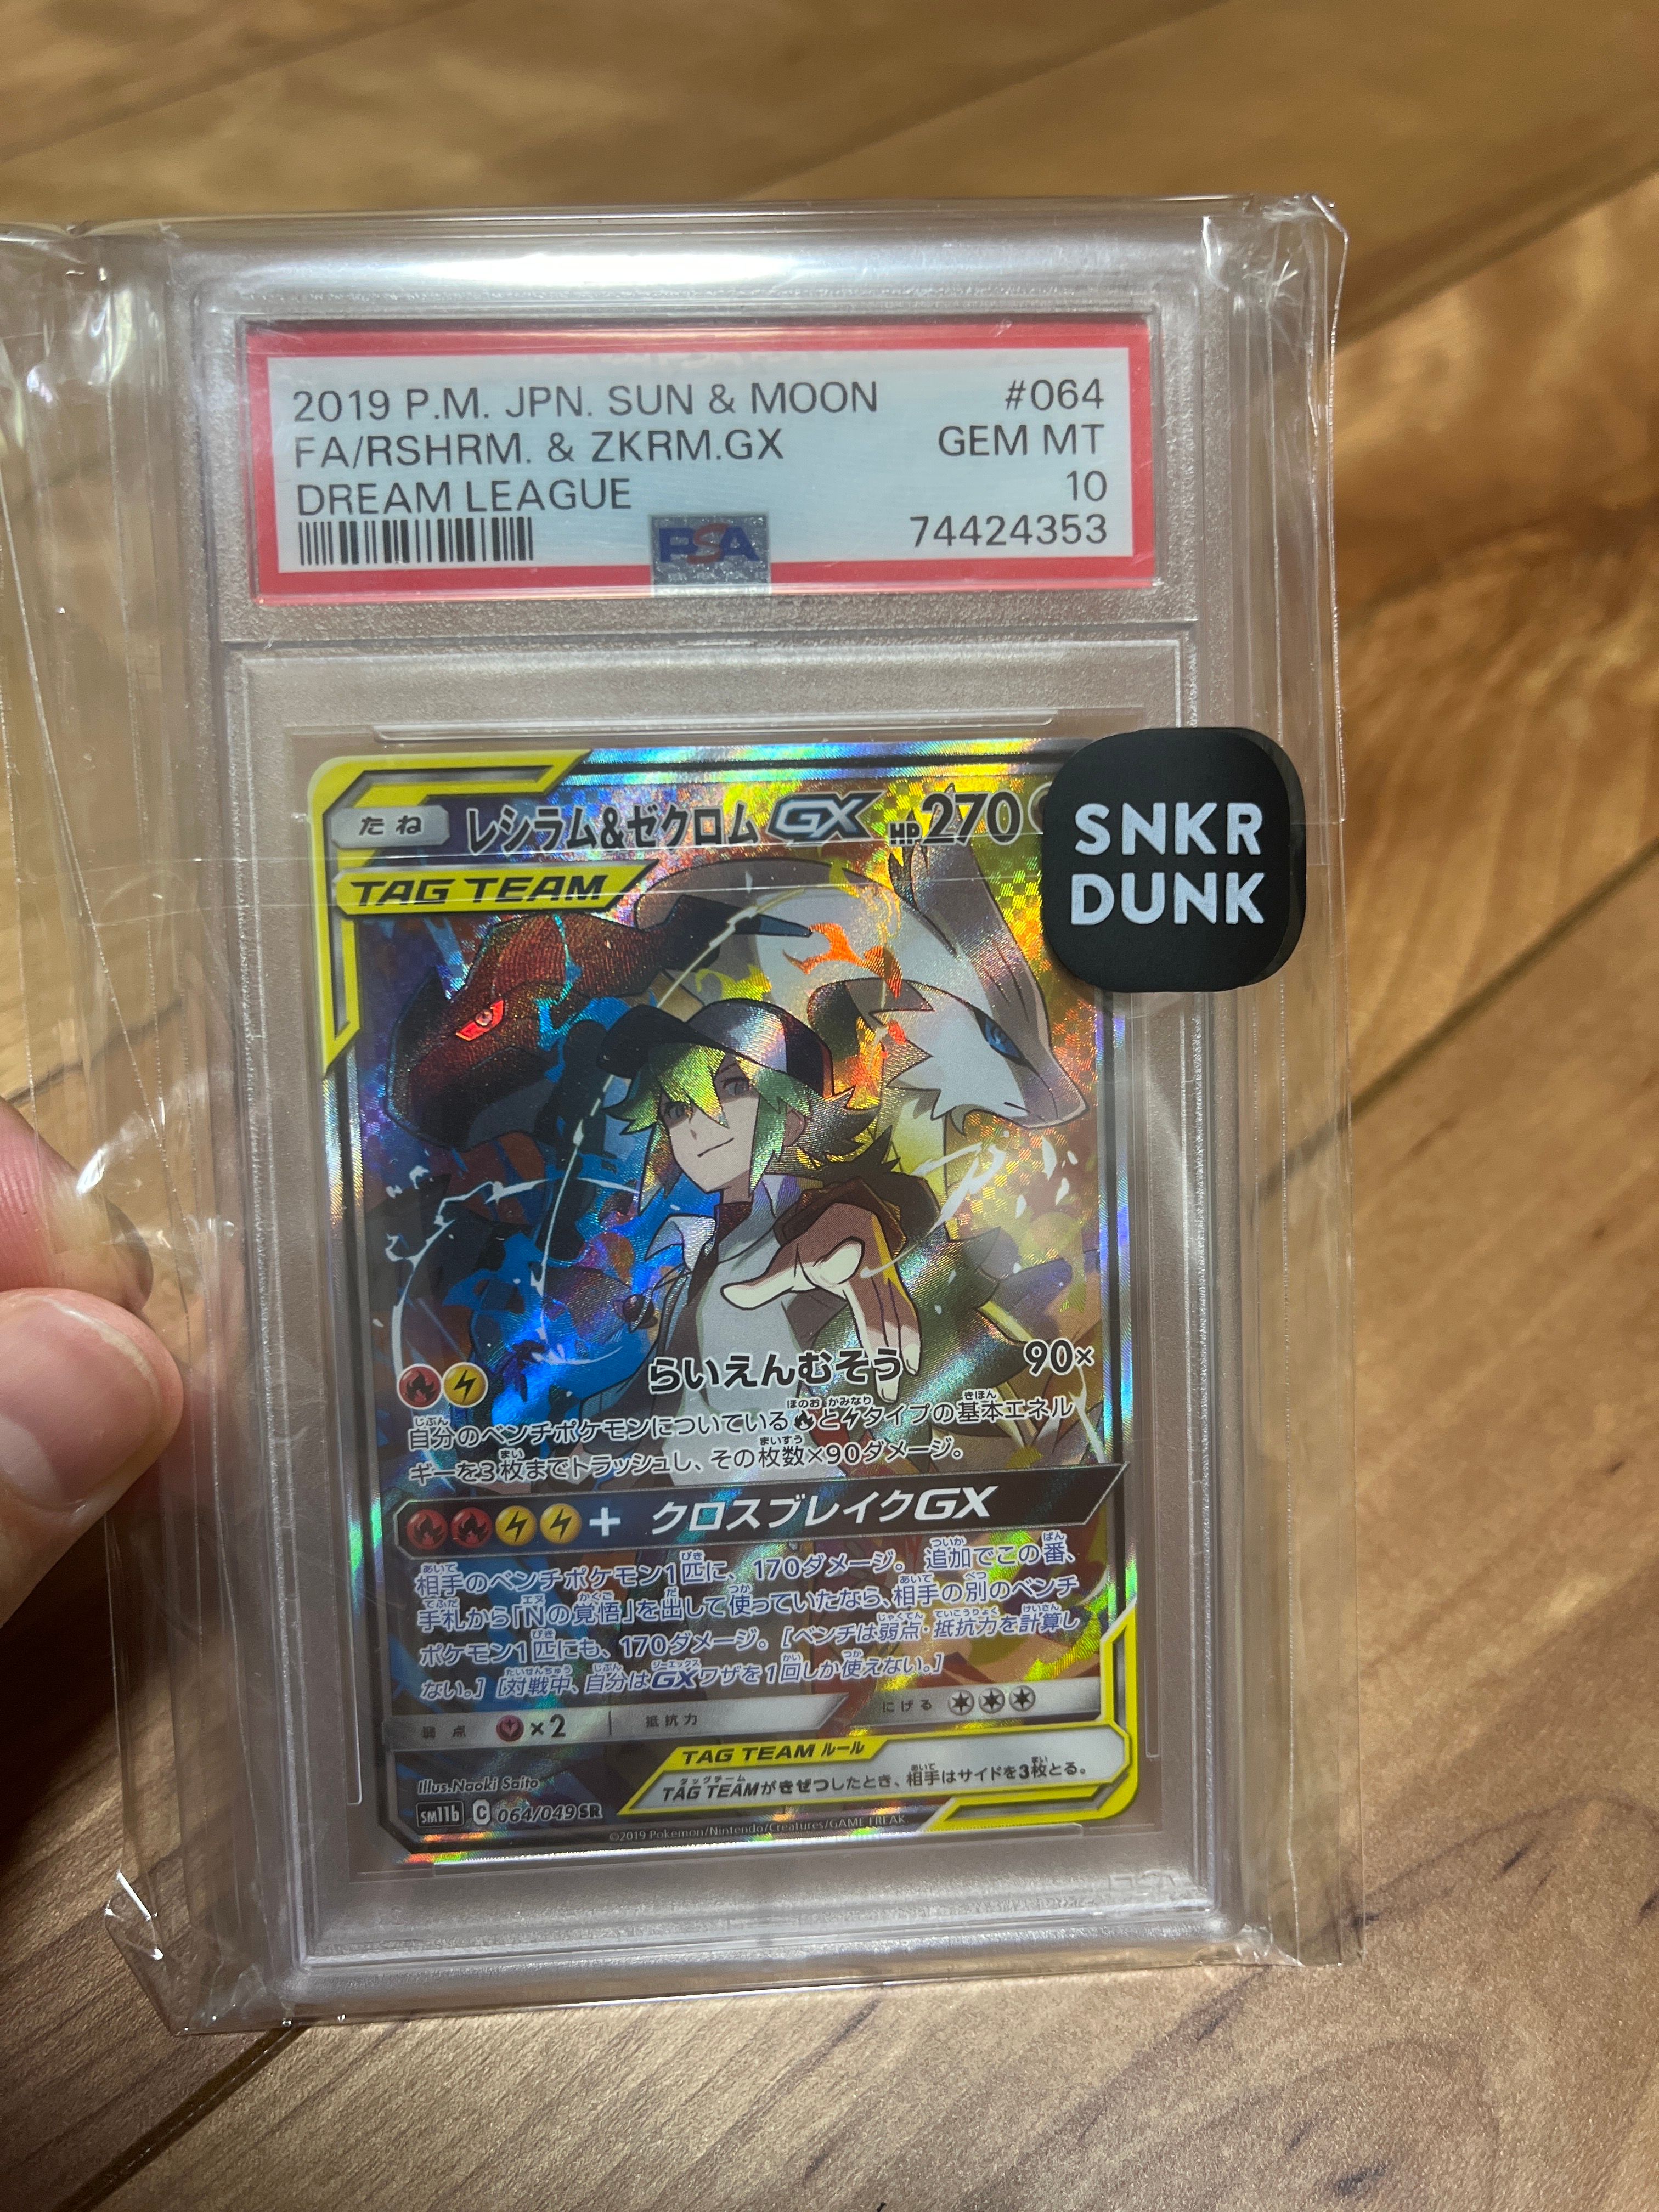 2019 P.M. JPN. SUN & MOON #064
FA/RSHRM. & ZKRM.GX GEM MT
DREAM LEAGUE 10
PSA 74424353
SNKR
DUNK
たね レシラム&ゼクロムGX HP270
TAG TEAM
らいえんむそう 90×
自分のベンチポケモンについているとタイプの基本エネル
ギーを3枚までトラッシュし、その枚数×90ダメージ。
+ クロスブレイクGX
相手のベンチポケモン1匹に、170ダメージ。追加でこの番、
手札から「Nの覚悟」を出して使っていたなら、相手の別のベンチ
ポケモン1匹にも、170ダメージ。[ベンチは弱点・抵抗力を計算し
ない。] [対戦中、自分はGXワザを1回しか使えない。]
弱点 ×2 抵抗力 にげる
TAG TEAM ルール
TAG TEAMがきぜつしたとき、相手はサイドを3枚とる。
Illus.Naoki Saito
SM11b C 064/049 SR
©2019 Pokémon/Nintendo/Creatures/GAME FREAK